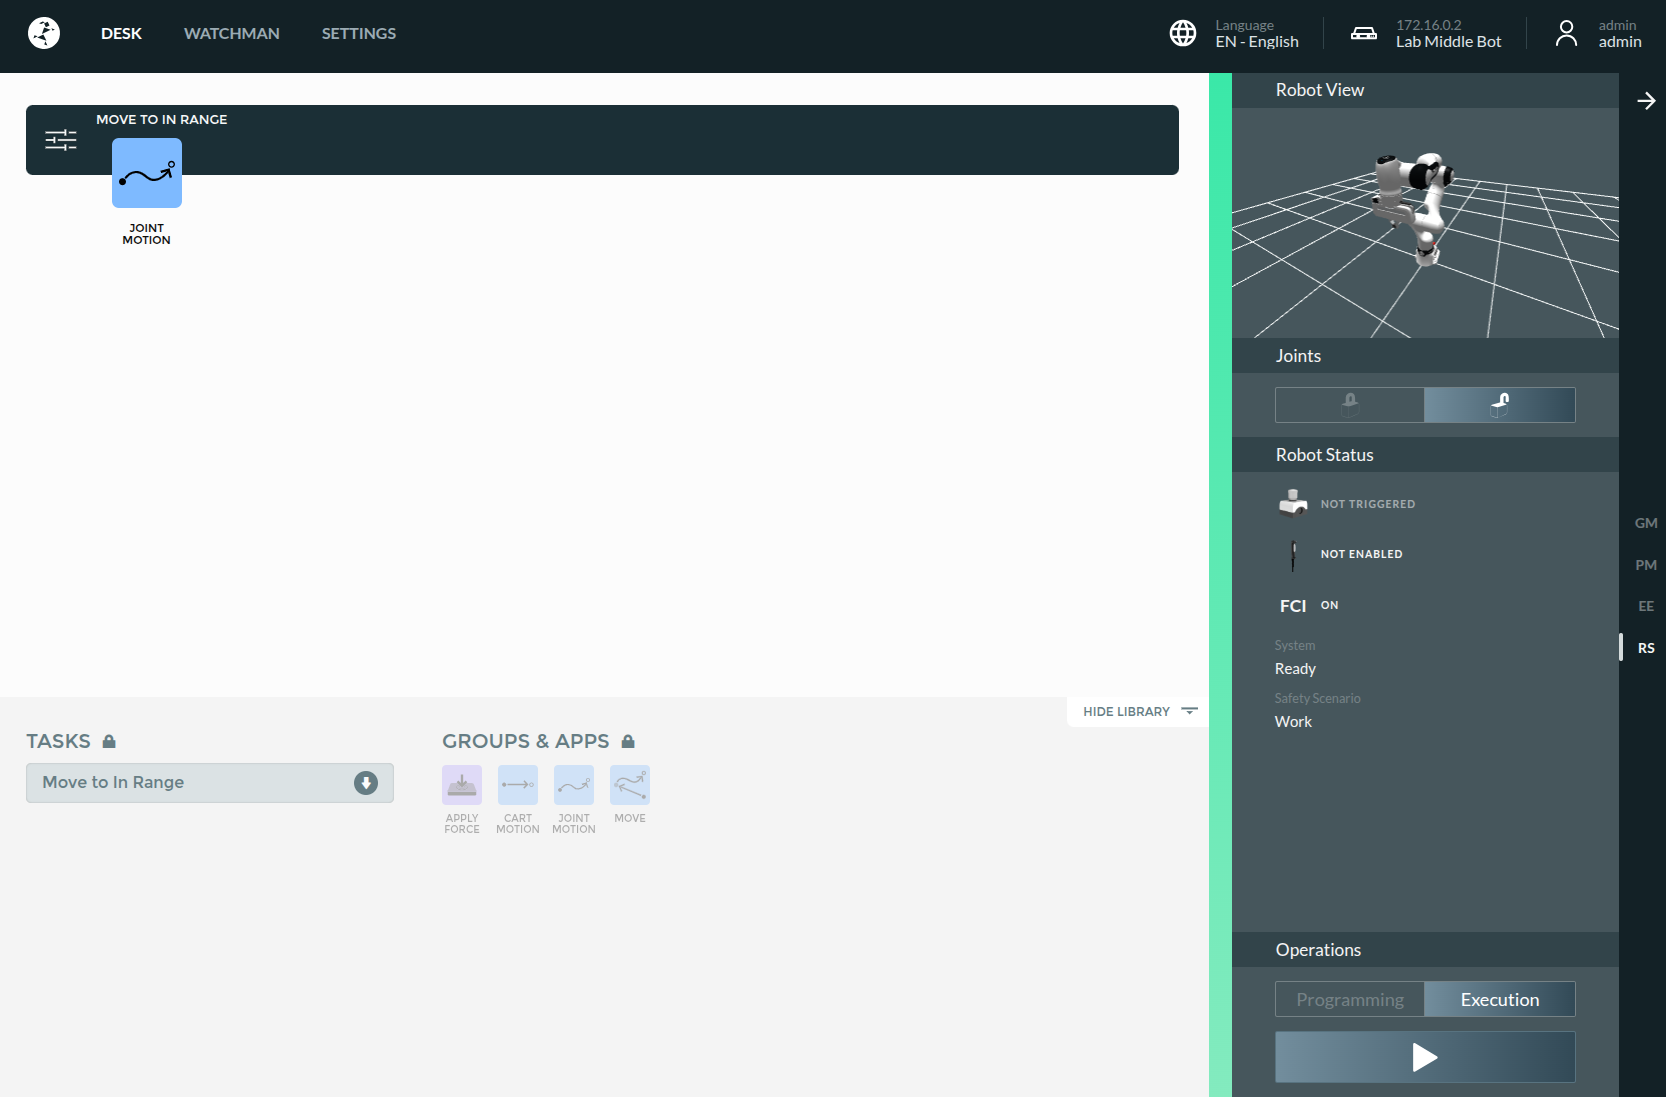 DESK
WATCHMAN
SETTINGS
Language
EN - English
172.16.0.2
Lab Middle Bot
admin
admin
MOVE TO IN RANGE
JOINT
MOTION
HIDE LIBRARY
TASKS
Move to In Range
GROUPS & APPS
APPLY
FORCE
CART
MOTION
JOINT
MOTION
MOVE
Robot View
Joints
Robot Status
NOT TRIGGERED
NOT ENABLED
FCI ON
System
Ready
Safety Scenario
Work
Operations
Programming
Execution
GM
PM
EE
RS